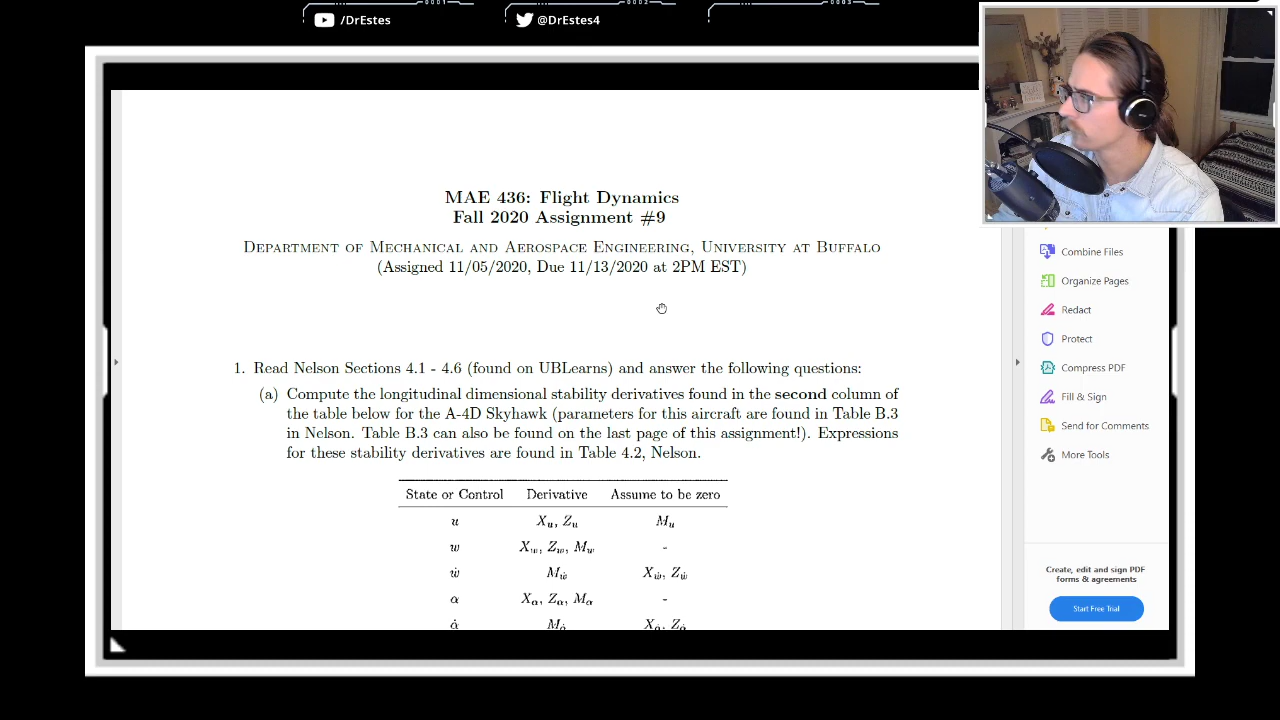 0001
0002
0003
/DrEstes
@DrEstes4
MAE 436: Flight Dynamics
Fall 2020 Assignment #9
Department of Mechanical and Aerospace Engineering, University at Buffalo
(Assigned 11/05/2020, Due 11/13/2020 at 2PM EST)
1. Read Nelson Sections 4.1 - 4.6 (found on UBLearns) and answer the following questions:
(a) Compute the longitudinal dimensional stability derivatives found in the second column of
the table below for the A-4D Skyhawk (parameters for this aircraft are found in Table B.3
in Nelson. Table B.3 can also be found on the last page of this assignment!). Expressions
for these stability derivatives are found in Table 4.2, Nelson.
State or Control Derivative Assume to be zero
u Xᵤ, Zᵤ Mᵤ
w X_w, Z_w, M_w -
ẇ M_ẇ X_ẇ, Z_ẇ
α X_α, Z_α, M_α -
α̇ M_α̇ X_α̇, Z_α̇
Combine Files
Organize Pages
Redact
Protect
Compress PDF
Fill & Sign
Send for Comments
More Tools
Create, edit and sign PDF
forms & agreements
Start Free Trial